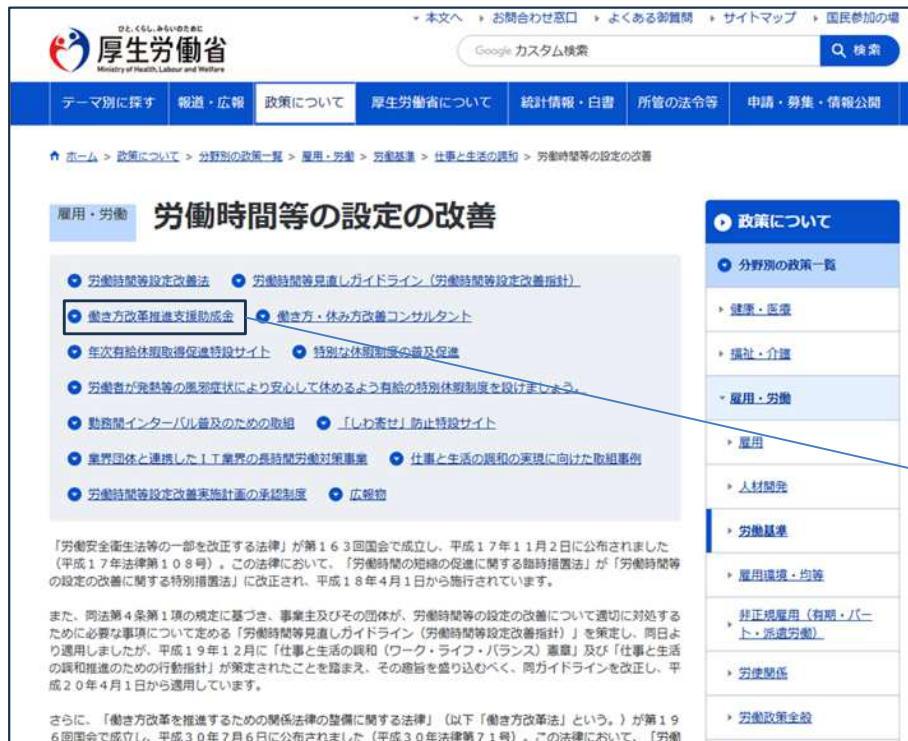 本文へ お問合わせ窓口 よくある御質問 サイトマップ 国民参加の場
ひと、くらし、みらいのために
厚生労働省
Ministry of Health, Labour and Welfare
Google カスタム検索
検索
テーマ別に探す 報道・広報 政策について 厚生労働省について 統計情報・白書 所管の法令等 申請・募集・情報公開
ホーム > 政策について > 分野別の政策一覧 > 雇用・労働 > 労働基準 > 仕事と生活の調和 > 労働時間等の設定の改善
雇用・労働 労働時間等の設定の改善
労働時間等設定改善法 労働時間等見直しガイドライン（労働時間等設定改善指針）
働き方改革推進支援助成金 働き方・休み方改善コンサルタント
年次有給休暇取得促進特設サイト 特別な休暇制度の普及促進
労働者が発熱等の風邪症状により安心して休めるよう有給の特別休暇制度を設けましょう。
勤務間インターバル普及のための取組 「しわ寄せ」防止特設サイト
業界団体と連携したＩＴ業界の長時間労働対策事業 仕事と生活の調和の実現に向けた取組事例
労働時間等設定改善実施計画の承認制度 広報物
「労働安全衛生法等の一部を改正する法律」が第１６３回国会で成立し、平成１７年１１月２日に公布されました
（平成１７年法律第１０８号）。この法律において、「労働時間の短縮の促進に関する臨時措置法」が「労働時間等
の設定の改善に関する特別措置法」に改正され、平成１８年４月１日から施行されています。
また、同法第４条第１項の規定に基づき、事業主及びその団体が、労働時間等の設定の改善について適切に対処する
ために必要な事項について定める「労働時間等見直しガイドライン（労働時間等設定改善指針）」を策定し、同日よ
り適用しましたが、平成１９年１２月に「仕事と生活の調和（ワーク・ライフ・バランス）憲章」及び「仕事と生活
の調和推進のための行動指針」が策定されたことを踏まえ、その趣旨を盛り込むべく、同ガイドラインを改正し、平
成２０年４月１日から適用しています。
さらに、「働き方改革を推進するための関係法律の整備に関する法律」（以下「働き方改革法」という。）が第１９
６回国会で成立し、平成３０年７月６日に公布されました（平成３０年法律第７１号）。この法律において、「労働
政策について
分野別の政策一覧
健康・医療
福祉・介護
雇用・労働
雇用
人材開発
労働基準
雇用環境・均等
非正規雇用（有期・パー
ト・派遣労働）
労使関係
労働政策全般